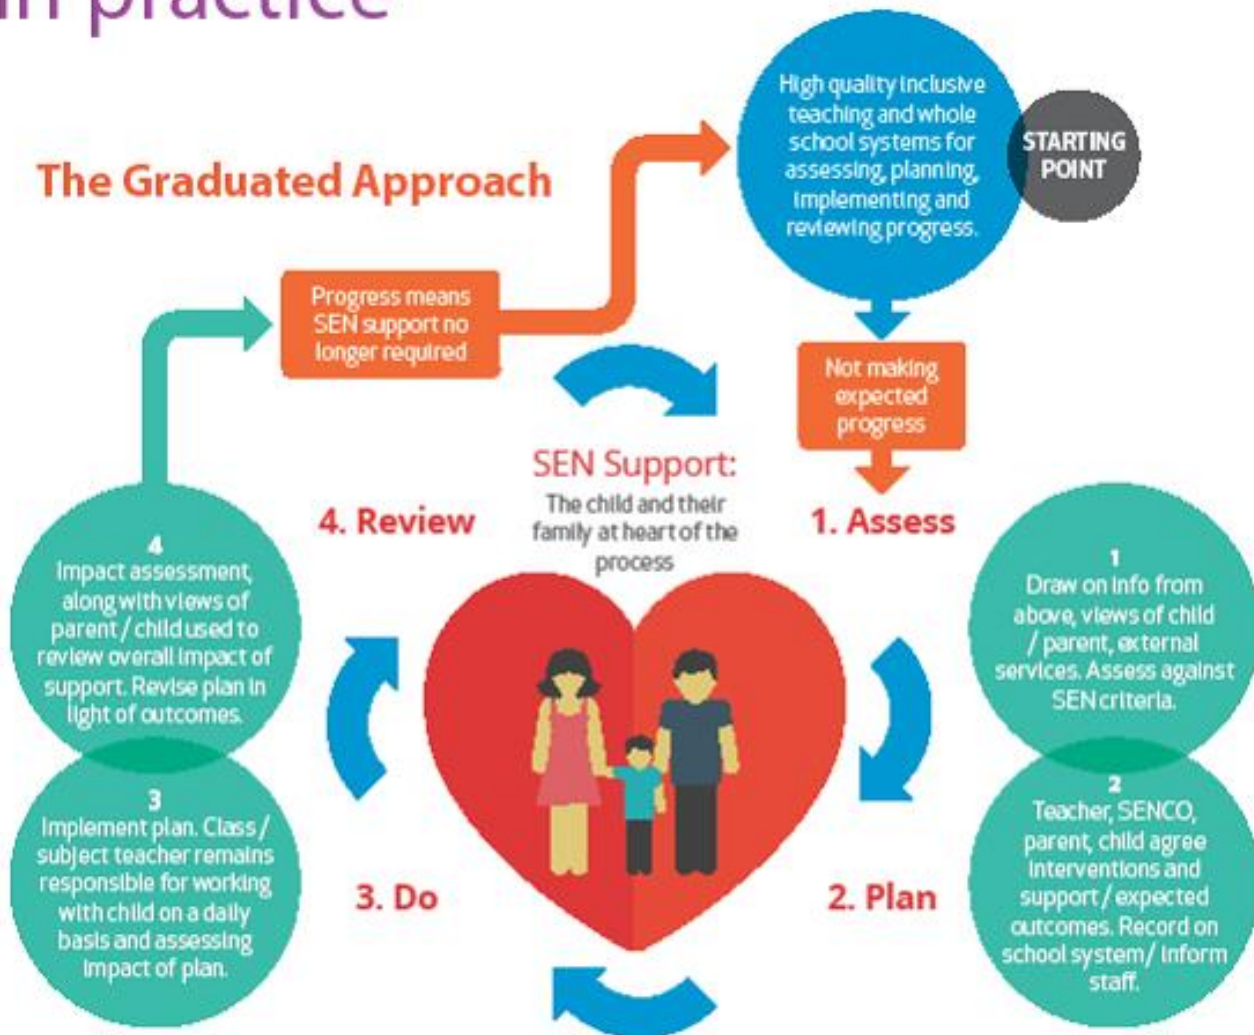 in practice
The Graduated Approach
High quality inclusive
teaching and whole
school systems for
assessing, planning,
implementing and
reviewing progress.
STARTING
POINT
Progress means
SEN support no
longer required
Not making
expected
progress
SEN Support:
The child and their
family at heart of the
process
4. Review
1. Assess
4
Impact assessment,
along with views of
parent / child used to
review overall impact of
support. Revise plan in
light of outcomes.
1
Draw on info from
above, views of child
/ parent, external
services. Assess against
SEN criteria.
3
Implement plan. Class /
subject teacher remains
responsible for working
with child on a daily
basis and assessing
impact of plan.
3. Do
2. Plan
2
Teacher, SENCO,
parent, child agree
interventions and
support / expected
outcomes. Record on
school system / inform
staff.